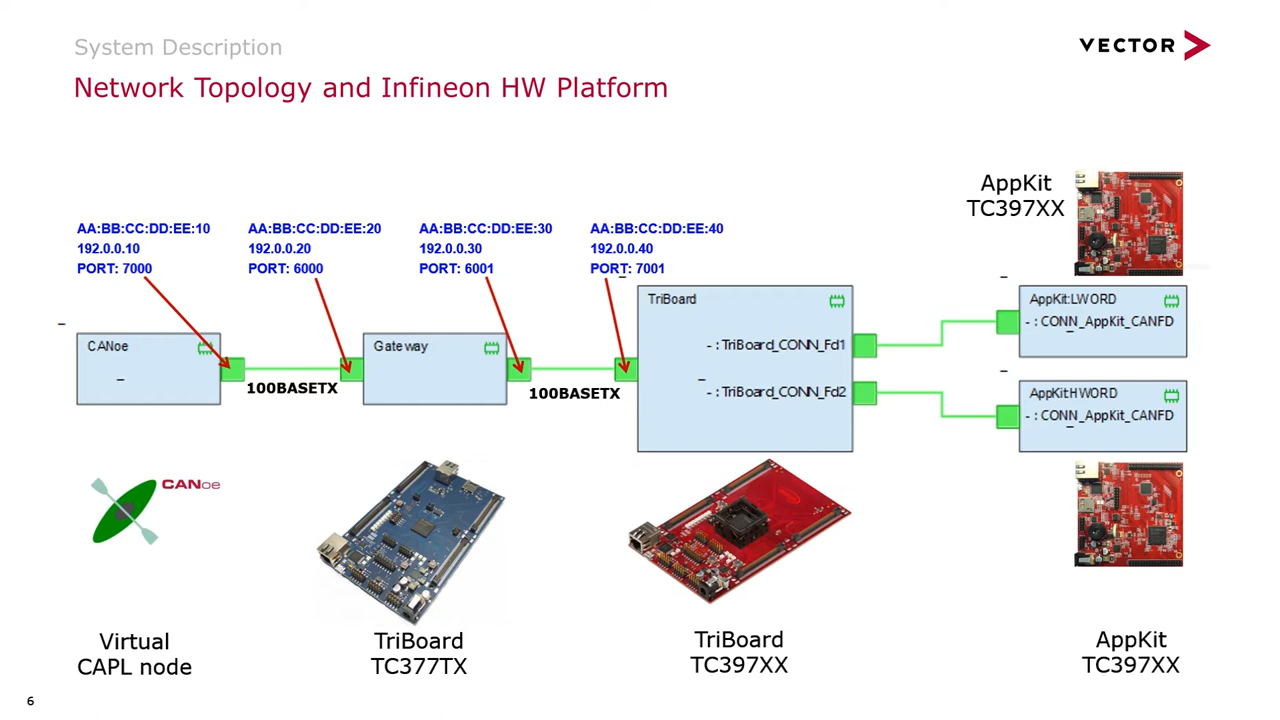 System Description
VECTOR
Network Topology and Infineon HW Platform
AppKit
TC397XX
AA:BB:CC:DD:EE:10
192.0.0.10
PORT: 7000
AA:BB:CC:DD:EE:20
192.0.0.20
PORT: 6000
AA:BB:CC:DD:EE:30
192.0.0.30
PORT: 6001
AA:BB:CC:DD:EE:40
192.0.0.40
PORT: 7001
CANoe
100BASETX
Gateway
100BASETX
TriBoard
- : TriBoard_CONN_Fd1
- : TriBoard_CONN_Fd2
AppKit:LWORD
- : CONN_AppKit_CANFD
AppKit:HWORD
- : CONN_AppKit_CANFD
CANoe
Virtual
CAPL node
TriBoard
TC377TX
TriBoard
TC397XX
AppKit
TC397XX
6